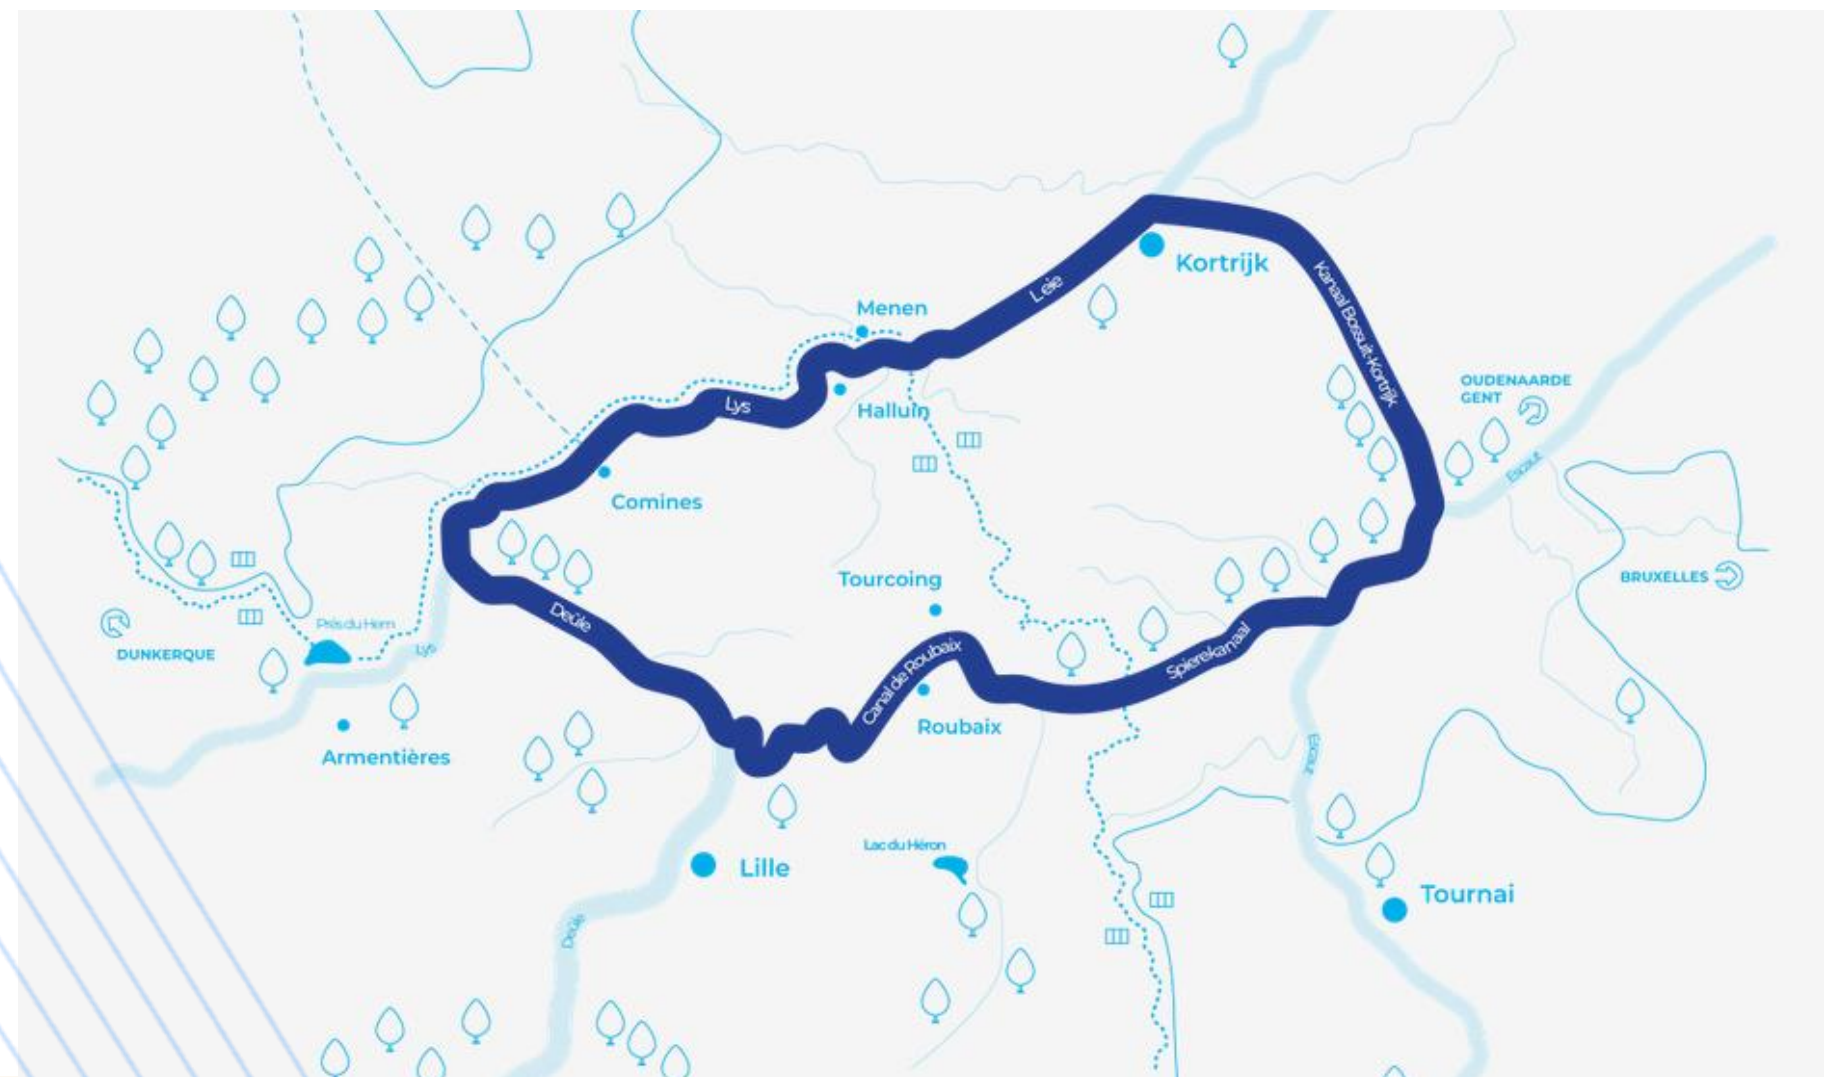 Kortrijk
Kanaal Bossuit-Kortrijk
Leie
Menen
OUDENAARDE
GENT
Lys
Halluin
Escaut
Comines
Tourcoing
BRUXELLES
Deûle
Prés du Hem
DUNKERQUE
Lys
Canal de Roubaix
Spierekanaal
Roubaix
Armentières
Escaut
Lac du Héron
Lille
Tournai
Deûle